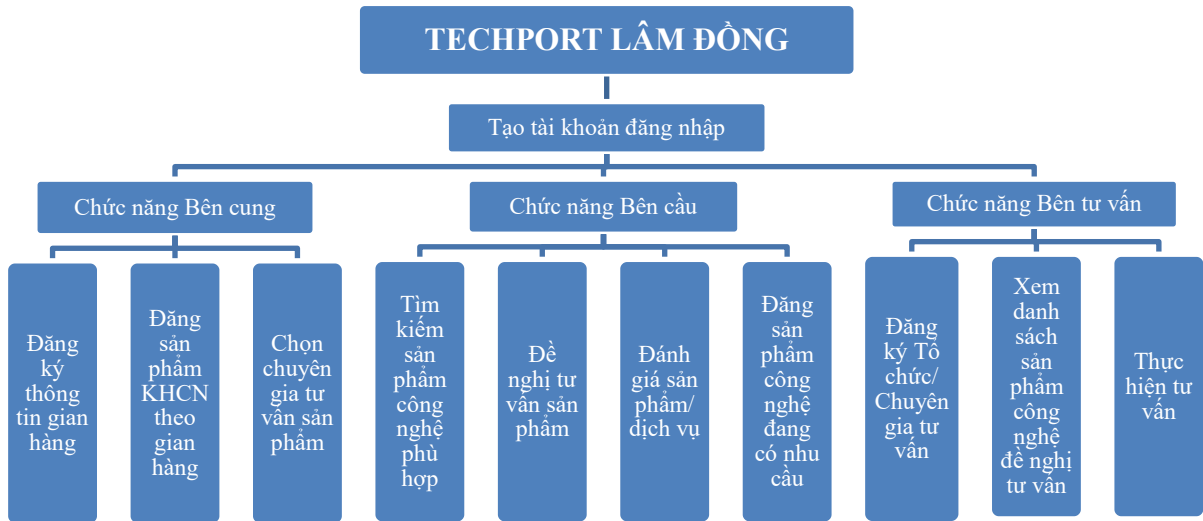 TECHPORT LÂM ĐỒNG
Tạo tài khoản đăng nhập
Chức năng Bên cung
Chức năng Bên cầu
Chức năng Bên tư vấn
Đăng
ký
thông
tin gian
hàng
Đăng
sản
phẩm
KHCN
theo
gian
hàng
Chọn
chuyên
gia tư
vấn sản
phẩm
Tìm
kiếm
sản
phẩm
công
nghệ
phù
hợp
Đề
nghị tư
vấn sản
phẩm
Đánh
giá sản
phẩm/
dịch vụ
Đăng
sản
phẩm
công
nghệ
đang
có nhu
cầu
Đăng
ký Tổ
chức/
Chuyên
gia tư
vấn
Xem
danh
sách
sản
phẩm
công
nghệ
đề nghị
tư vấn
Thực
hiện tư
vấn